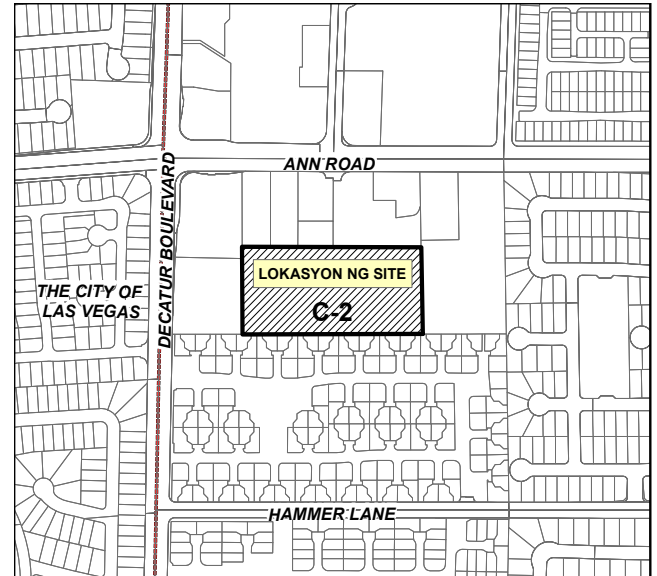 ANN ROAD
DECATUR BOULEVARD
LOKASYON NG SITE
THE CITY OF
LAS VEGAS
C-2
HAMMER LANE